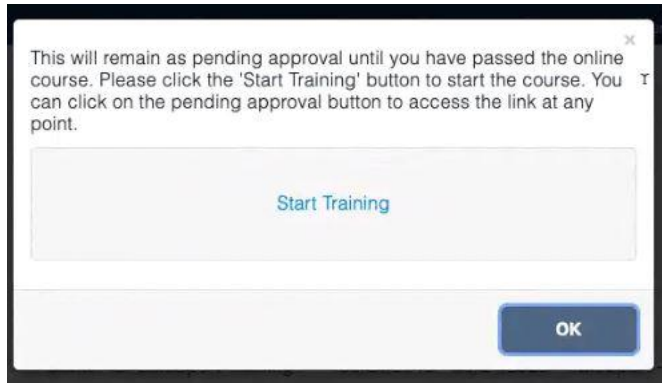 This will remain as pending approval until you have passed the online
course. Please click the 'Start Training' button to start the course. You
can click on the pending approval button to access the link at any
point.
Start Training
OK